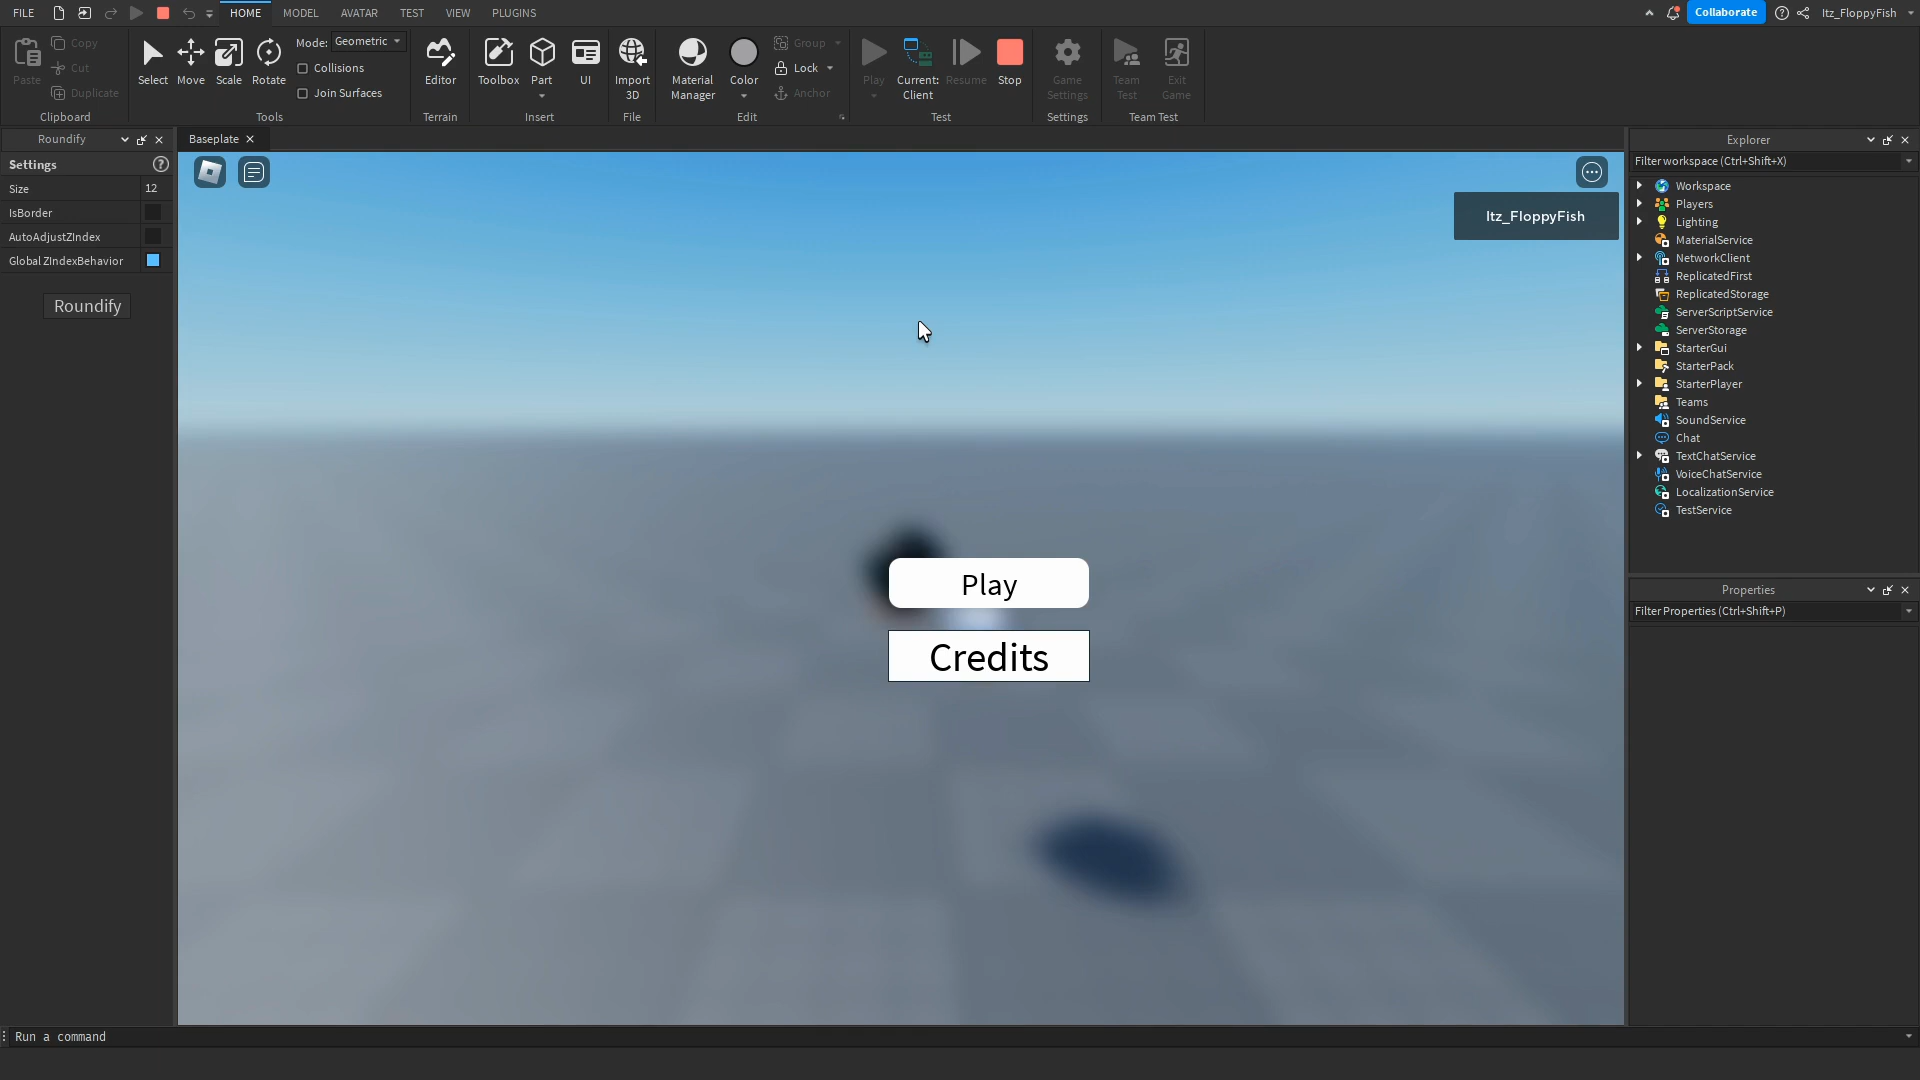 FILE
HOME
MODEL
AVATAR
TEST
VIEW
PLUGINS
Collaborate
Itz_FloppyFish
Paste
Copy
Cut
Duplicate
Clipboard
Select
Move
Scale
Rotate
Mode: Geometric
Collisions
Join Surfaces
Tools
Editor
Terrain
Toolbox
Part
UI
Insert
Import
3D
File
Material
Manager
Color
Group
Lock
Anchor
Edit
Play
Current:
Client
Resume
Stop
Test
Game
Settings
Settings
Team
Test
Exit
Game
Team Test
Roundify
Settings
Size 12
IsBorder
AutoAdjustZIndex
Global ZIndexBehavior
Roundify
Baseplate
Itz_FloppyFish
Play
Credits
Explorer
Filter workspace (Ctrl+Shift+X)
Workspace
Players
Lighting
MaterialService
NetworkClient
ReplicatedFirst
ReplicatedStorage
ServerScriptService
ServerStorage
StarterGui
StarterPack
StarterPlayer
Teams
SoundService
Chat
TextChatService
VoiceChatService
LocalizationService
TestService
Properties
Filter Properties (Ctrl+Shift+P)
Run a command